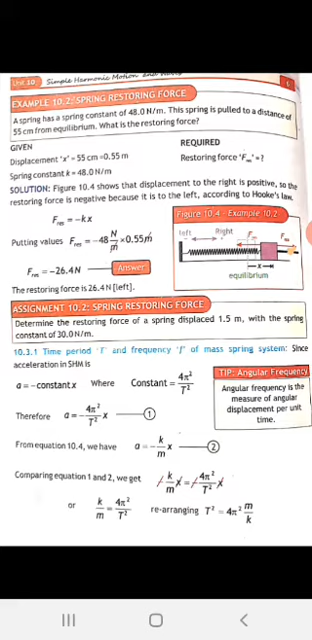 Unit 10 Simple Harmonic Motion and Waves
EXAMPLE 10.2: SPRING RESTORING FORCE
A spring has a spring constant of 48.0 N/m. This spring is pulled to a distance of
55 cm from equilibrium. What is the restoring force?
GIVEN
Displacement 'x' = 55 cm = 0.55 m
Spring constant k = 48.0 N/m
REQUIRED
Restoring force 'Fres' = ?
SOLUTION: Figure 10.4 shows that displacement to the right is positive, so the
restoring force is negative because it is to the left, according to Hooke's law.
Fres = -kx
Putting values Fres = -48 N/m × 0.55 m
Fres = -26.4 N Answer
The restoring force is 26.4 N [left].
Figure 10.4 - Example 10.2
left Right
x
equilibrium
ASSIGNMENT 10.2: SPRING RESTORING FORCE
Determine the restoring force of a spring displaced 1.5 m, with the spring
constant of 30.0 N/m.
10.3.1 Time period 'T' and frequency 'f' of mass spring system: Since
acceleration in SHM is
a = -constant x Where Constant = 4π²/T²
Therefore a = -4π²/T² x ①
From equation 10.4, we have a = -k/m x ②
TIP: Angular Frequency
Angular frequency is the
measure of angular
displacement per unit
time.
Comparing equation 1 and 2, we get -k/m x = -4π²/T² x
or k/m = 4π²/T² re-arranging T² = 4π² m/k